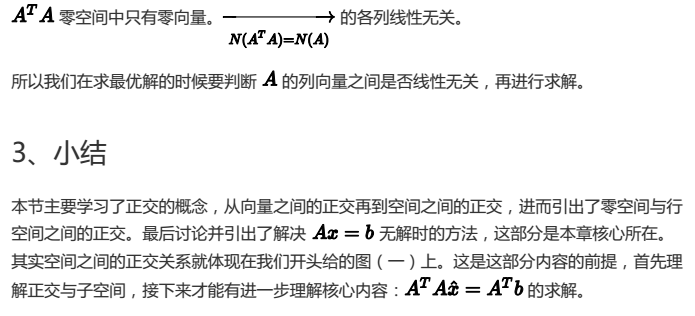 AᵀA 零空间中只有零向量。⟶ 的各列线性无关。
N(AᵀA)=N(A)
所以我们在求最优解的时候要判断 A 的列向量之间是否线性无关，再进行求解。
3、小结
本节主要学习了正交的概念，从向量之间的正交再到空间之间的正交，进而引出了零空间与行
空间之间的正交。最后讨论并引出了解决 Ax = b 无解时的方法，这部分是本章核心所在。
其实空间之间的正交关系就体现在我们开头给的图（一）上。这是这部分内容的前提，首先理
解正交与子空间，接下来才能有进一步理解核心内容：AᵀAx̂ = Aᵀb 的求解。